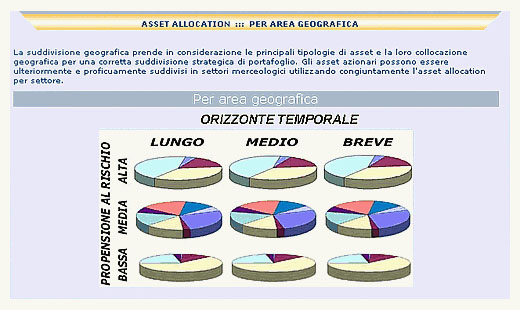 ASSET ALLOCATION ::: PER AREA GEOGRAFICA
La suddivisione geografica prende in considerazione le principali tipologie di asset e la loro collocazione
geografica per una corretta suddivisione strategica di portafoglio. Gli asset azionari possono essere
ulteriormente e proficuamente suddivisi in settori merceologici utilizzando congiuntamente l'asset allocation
per settore.
Per area geografica
ORIZZONTE TEMPORALE
LUNGO MEDIO BREVE
PROPENSIONE AL RISCHIO
ALTA
MEDIA
BASSA